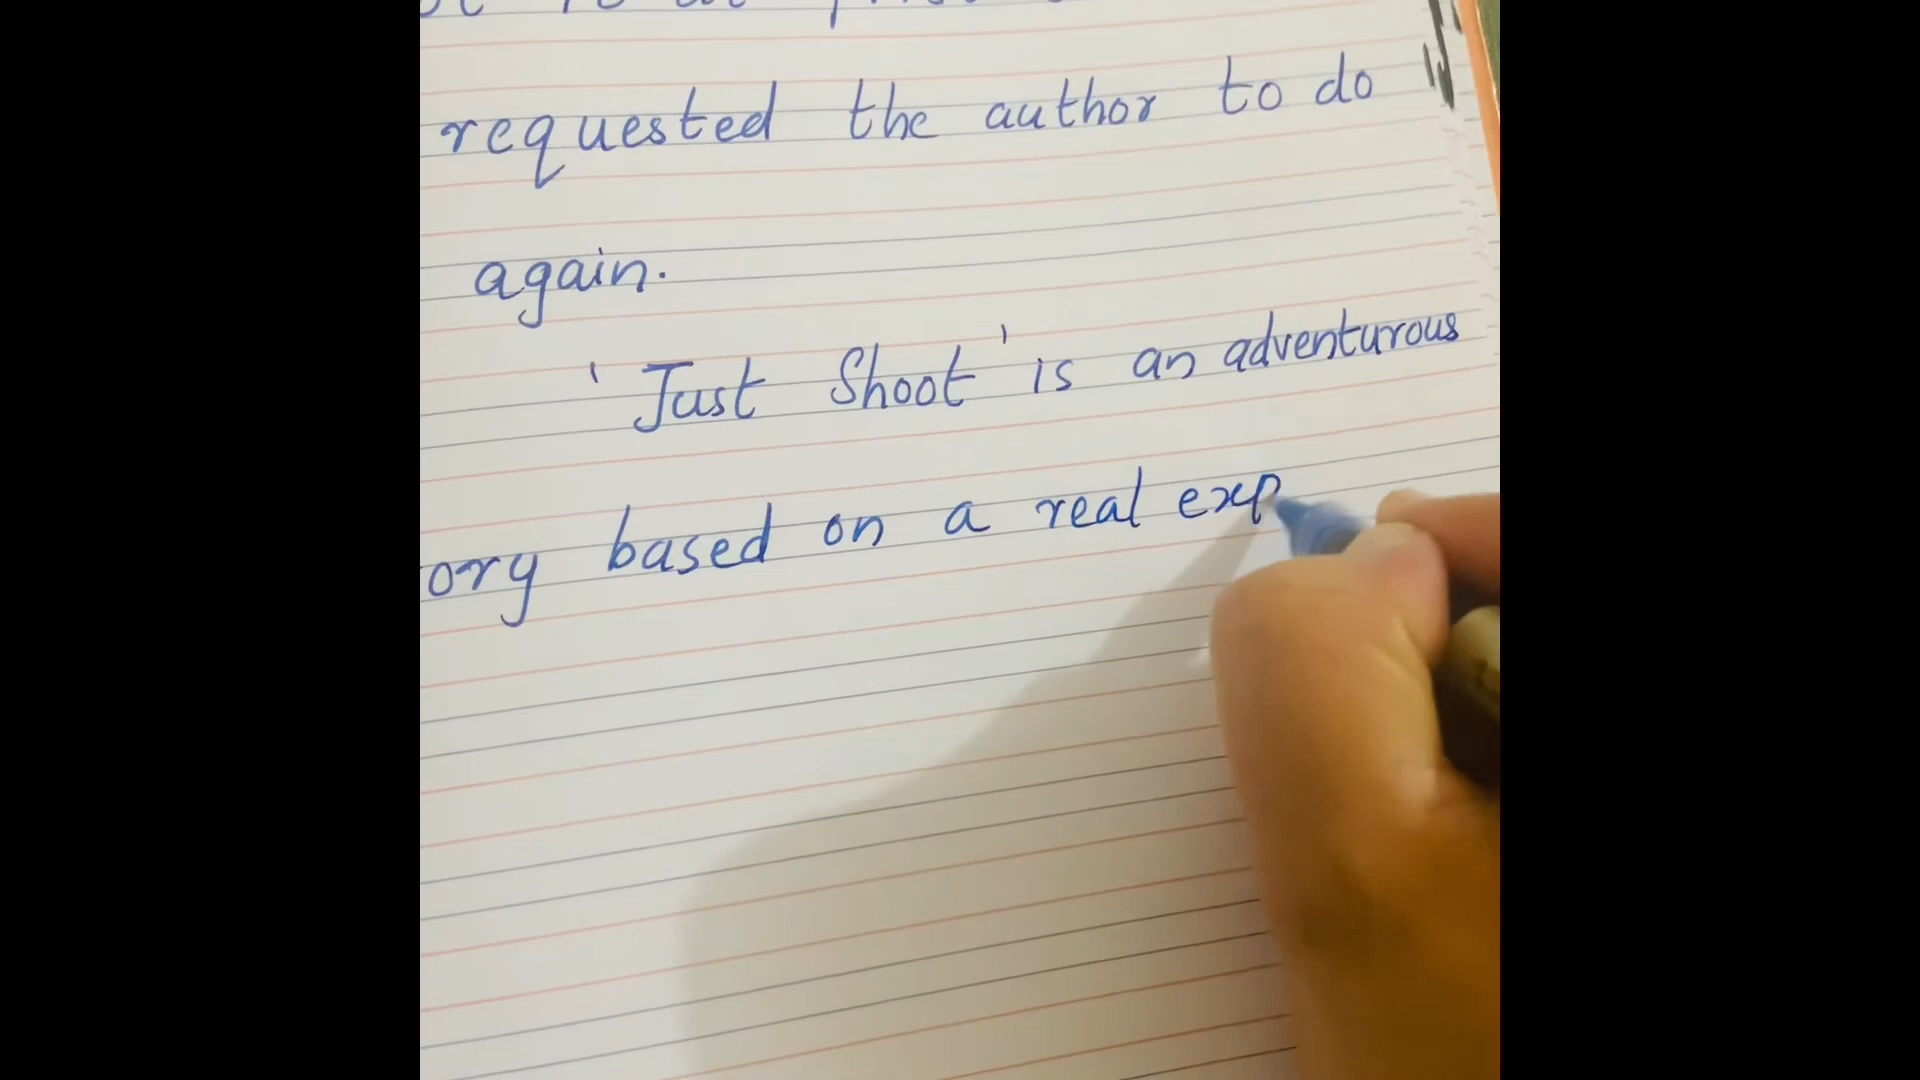 requested the author to do
again.
'Just Shoot' is an adventurous
ory based on a real exp